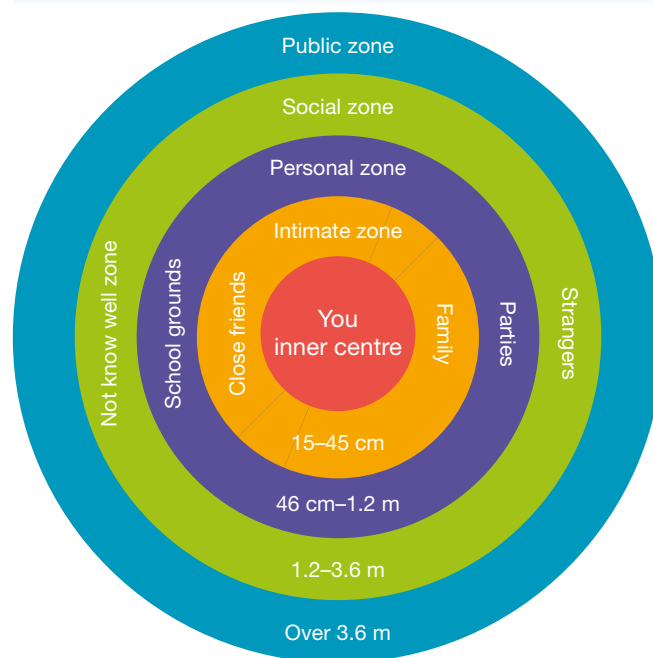 Public zone
Social zone
Personal zone
Intimate zone
Not know well zone
School grounds
Close friends
You
inner centre
Family
Parties
Strangers
15–45 cm
46 cm–1.2 m
1.2–3.6 m
Over 3.6 m